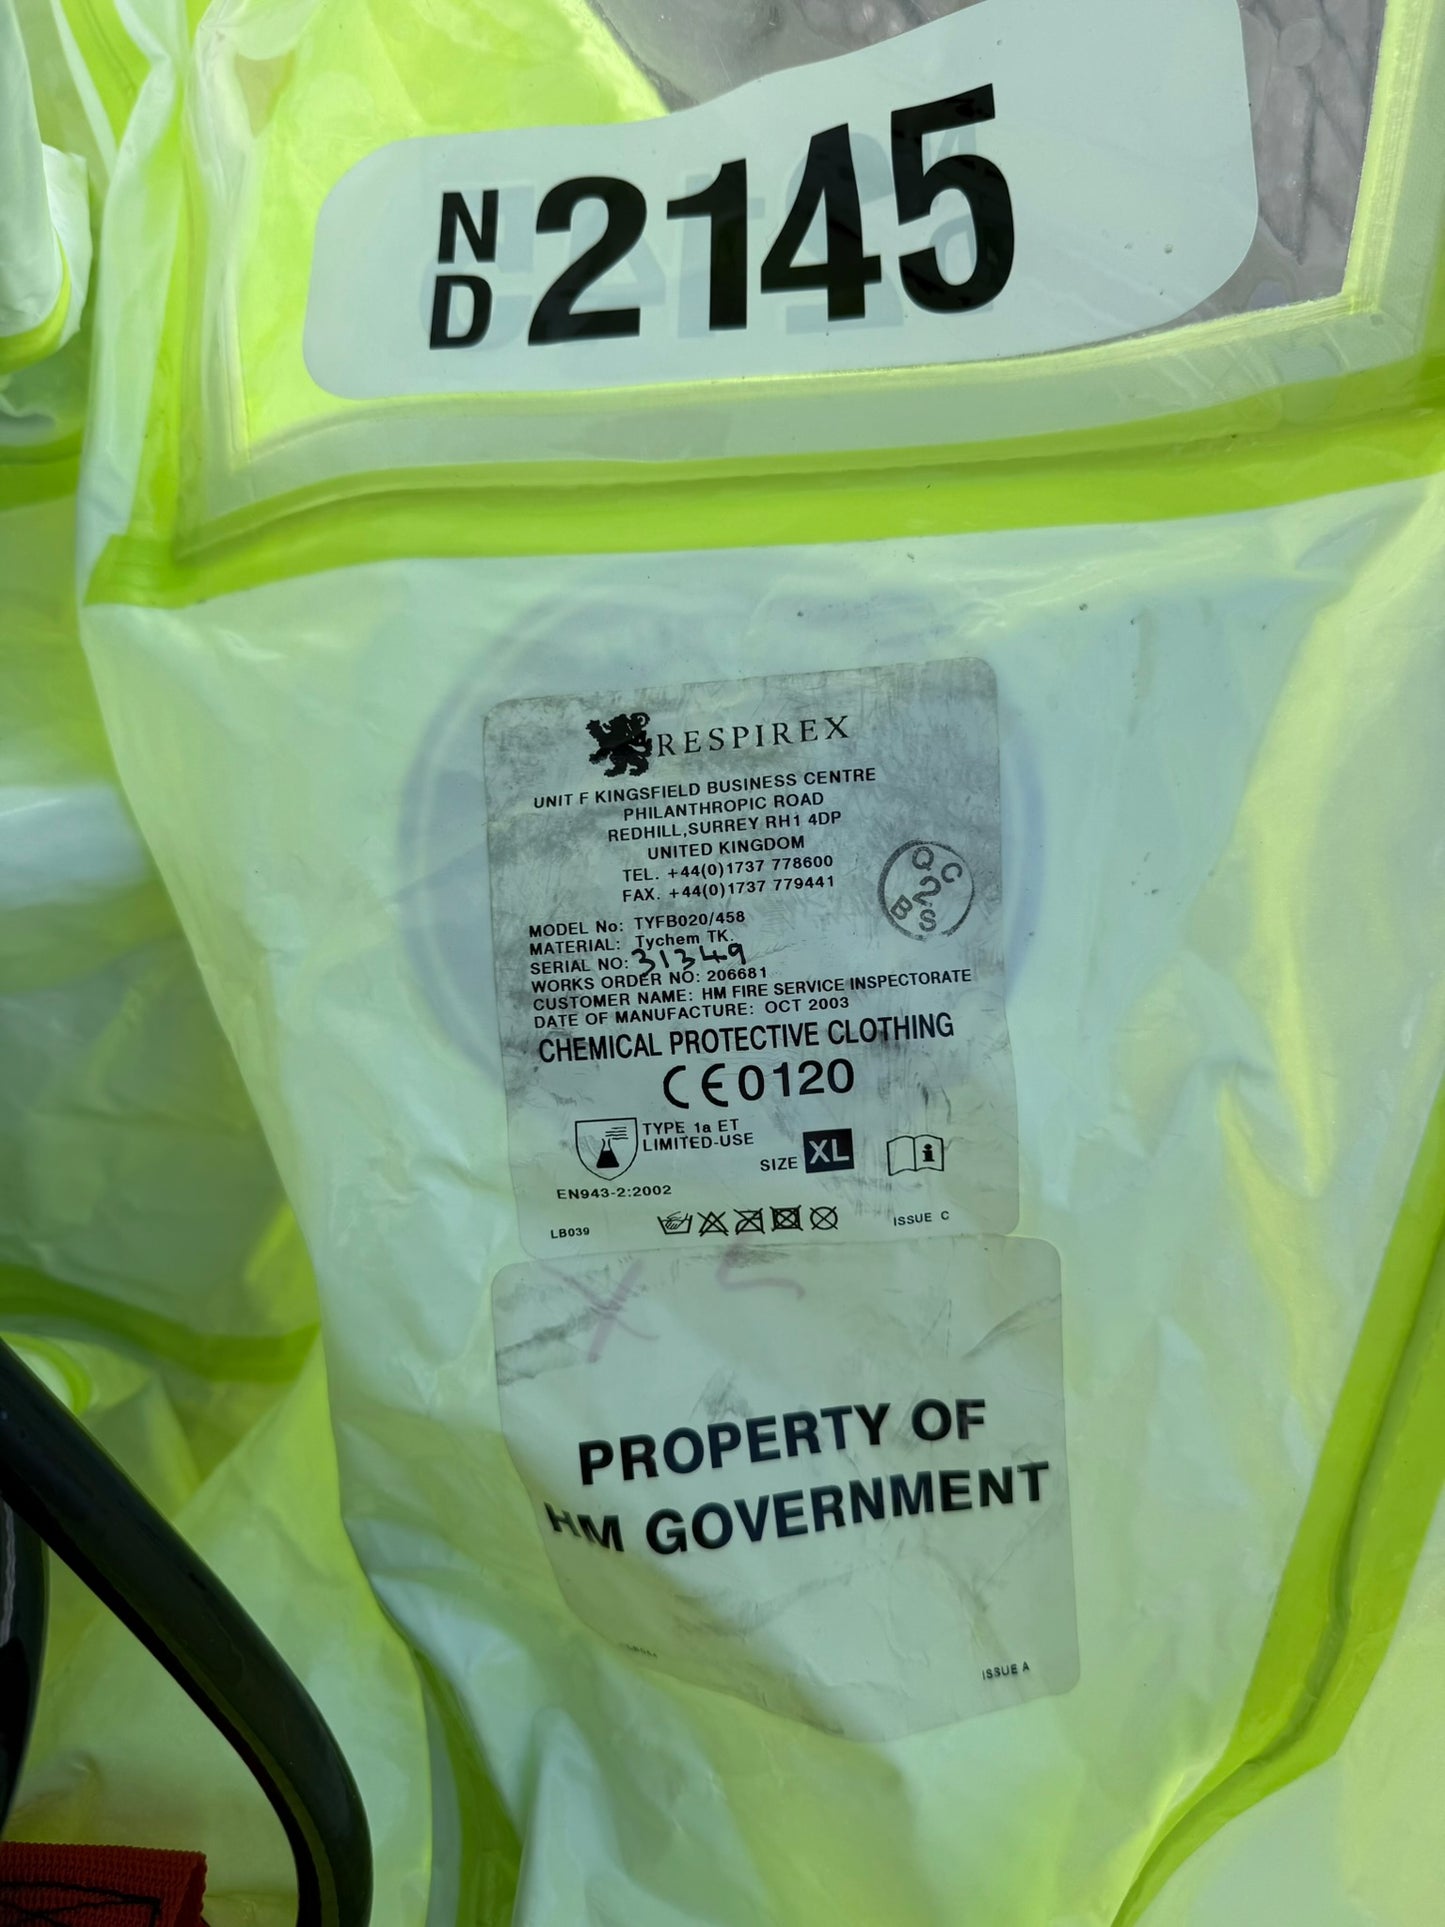 ND 2145
RESPIREX
UNIT F KINGSFIELD BUSINESS CENTRE
PHILANTHROPIC ROAD
REDHILL,SURREY RH1 4DP
UNITED KINGDOM
TEL. +44(0)1737 778600
FAX. +44(0)1737 779441
QC
2
BS
MODEL No: TYFB020/458
MATERIAL: Tychem TK.
SERIAL NO: 31349
WORKS ORDER NO: 206681
CUSTOMER NAME: HM FIRE SERVICE INSPECTORATE
DATE OF MANUFACTURE: OCT 2003
CHEMICAL PROTECTIVE CLOTHING
CE0120
TYPE 1a ET
LIMITED-USE
SIZE XL
i
EN943-2:2002
LB039
ISSUE C
PROPERTY OF
HM GOVERNMENT
ISSUE A